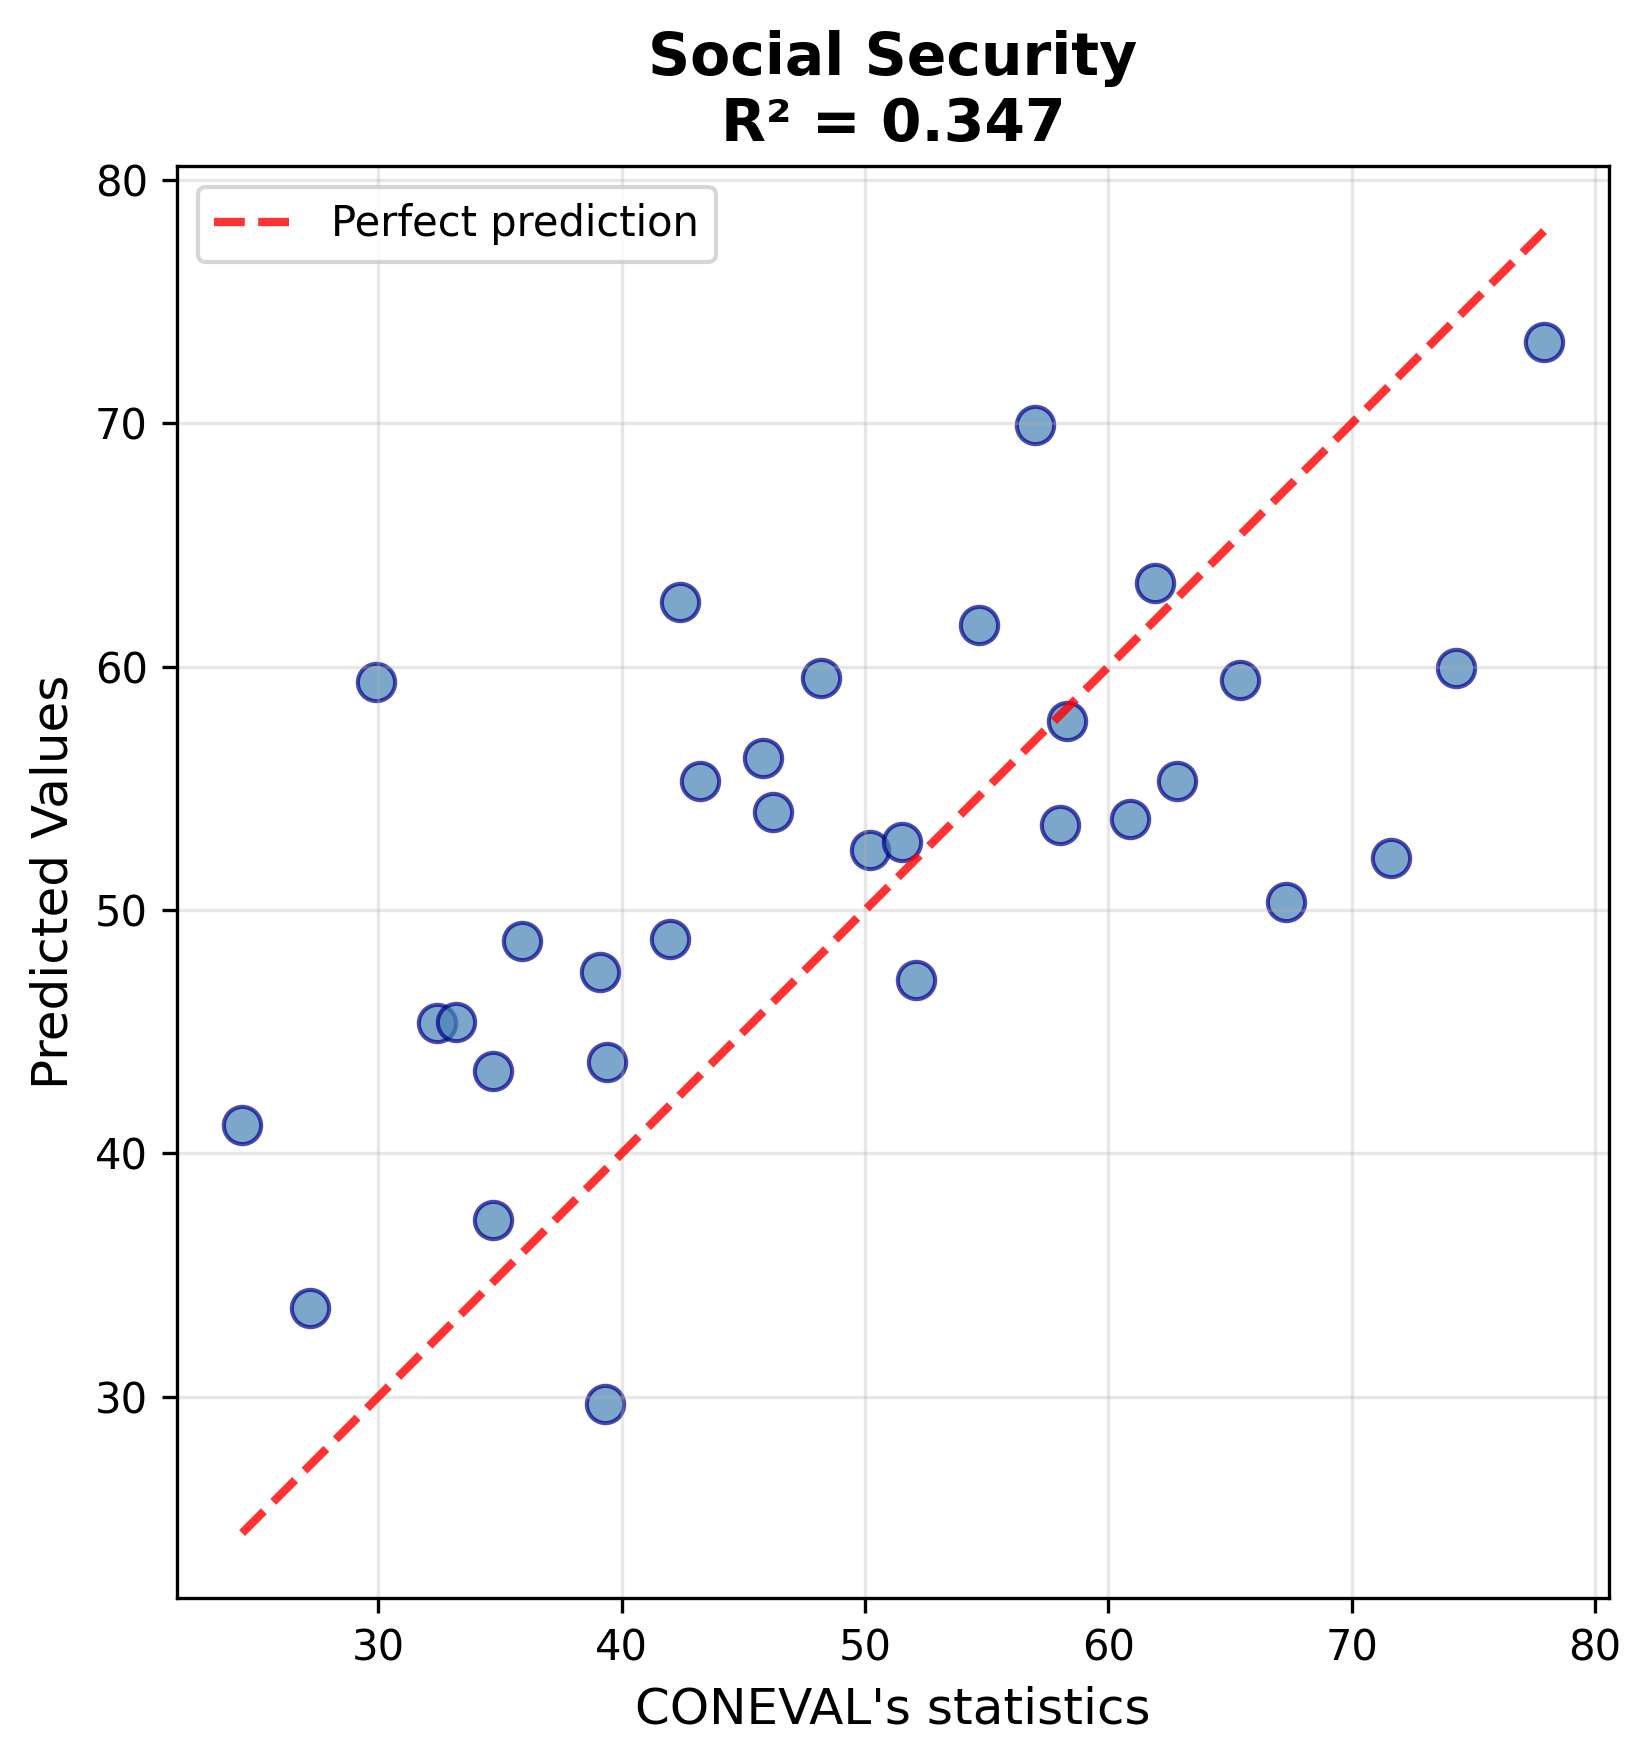 Social Security
R² = 0.347
Perfect prediction
80
70
60
50
40
30
Predicted Values
30 40 50 60 70 80
CONEVAL's statistics